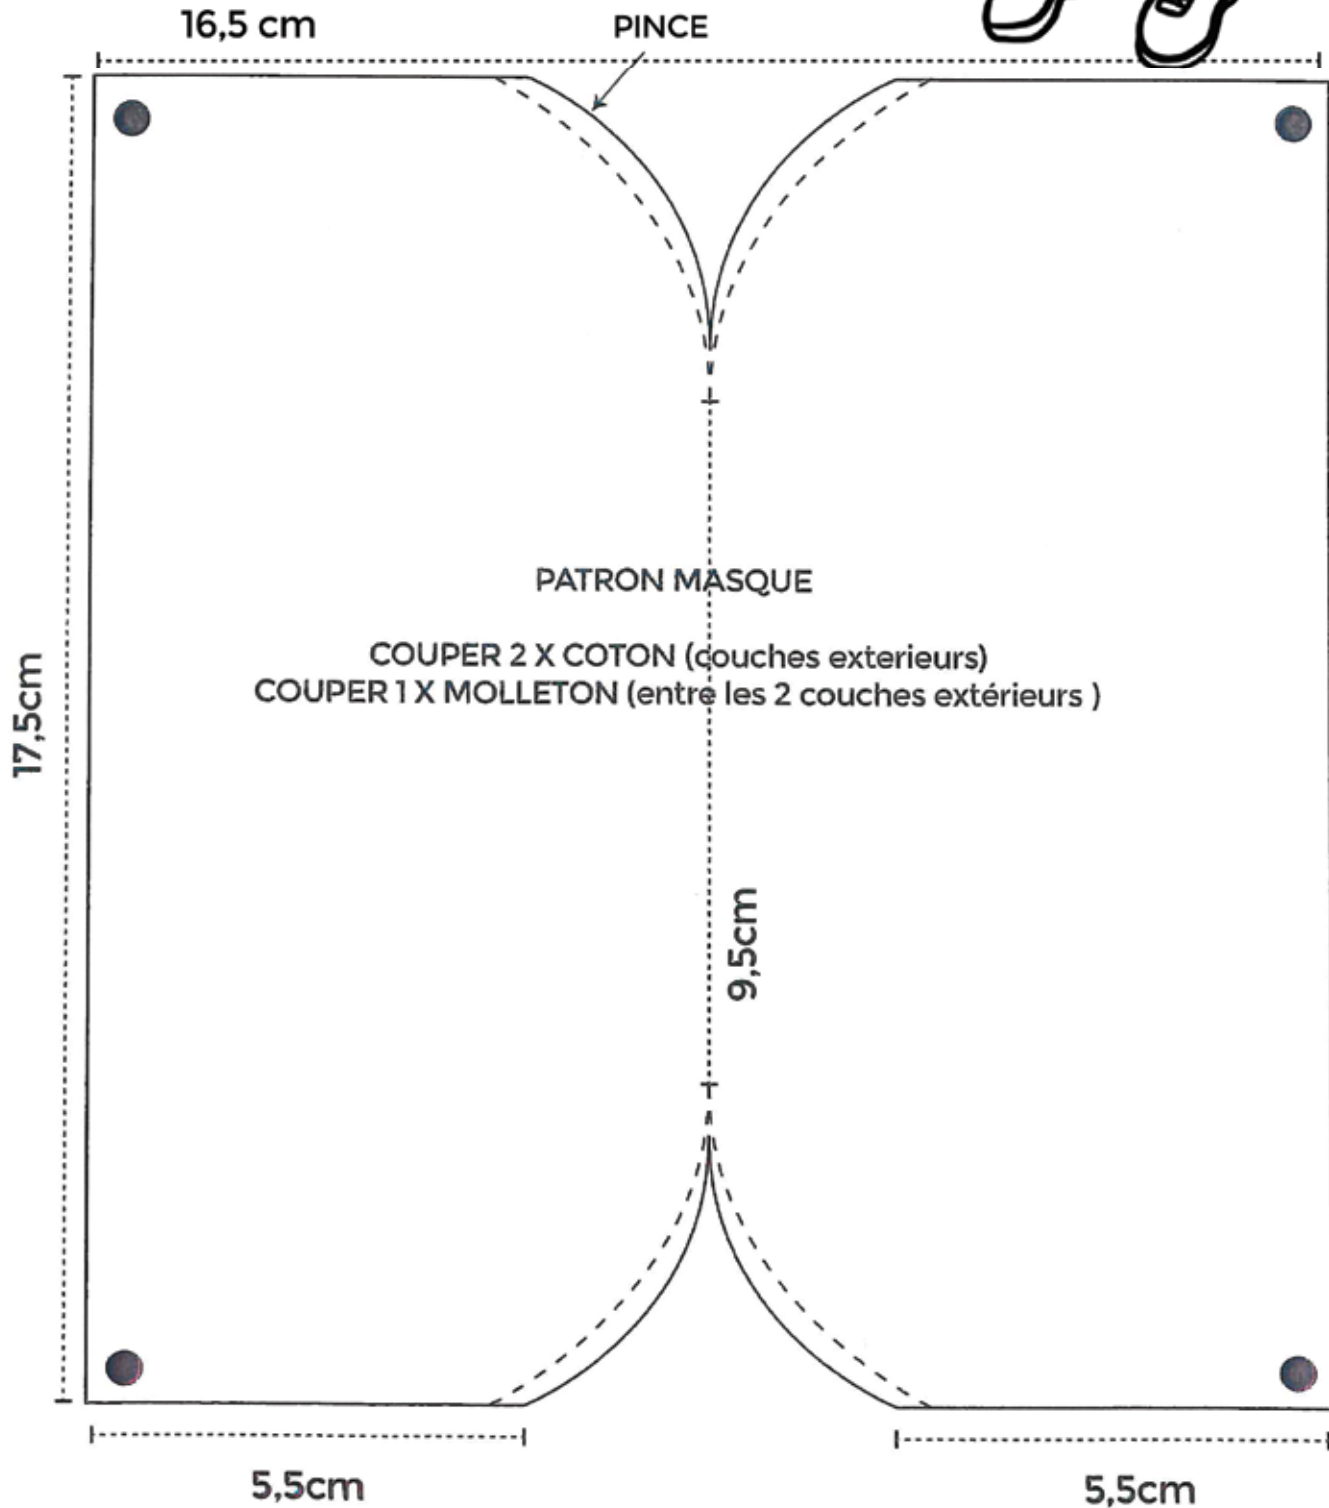 16,5 cm
PINCE
PATRON MASQUE
COUPER 2 X COTON (couches exterieurs)
COUPER 1 X MOLLETON (entre les 2 couches extérieurs )
17,5cm
9,5cm
5,5cm
5,5cm